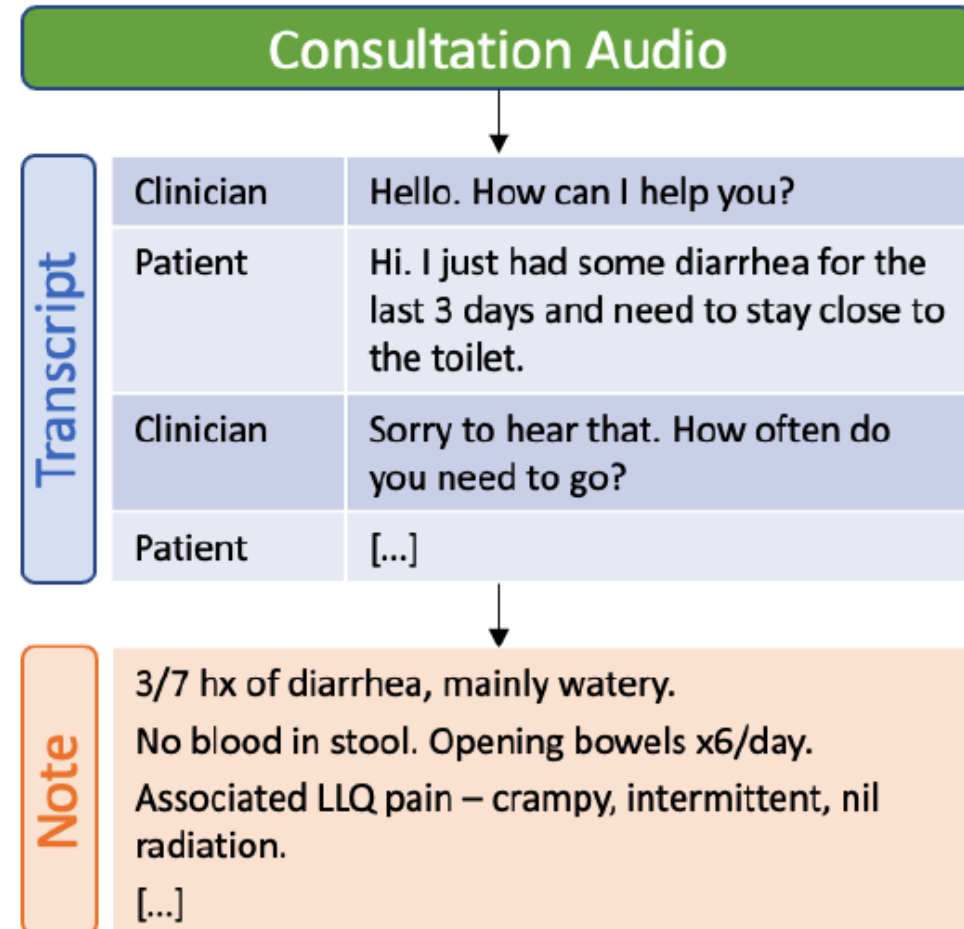 Consultation Audio
Transcript
Clinician
Hello. How can I help you?
Patient
Hi. I just had some diarrhea for the
last 3 days and need to stay close to
the toilet.
Clinician
Sorry to hear that. How often do
you need to go?
Patient
[...]
Note
3/7 hx of diarrhea, mainly watery.
No blood in stool. Opening bowels x6/day.
Associated LLQ pain – crampy, intermittent, nil
radiation.
[...]